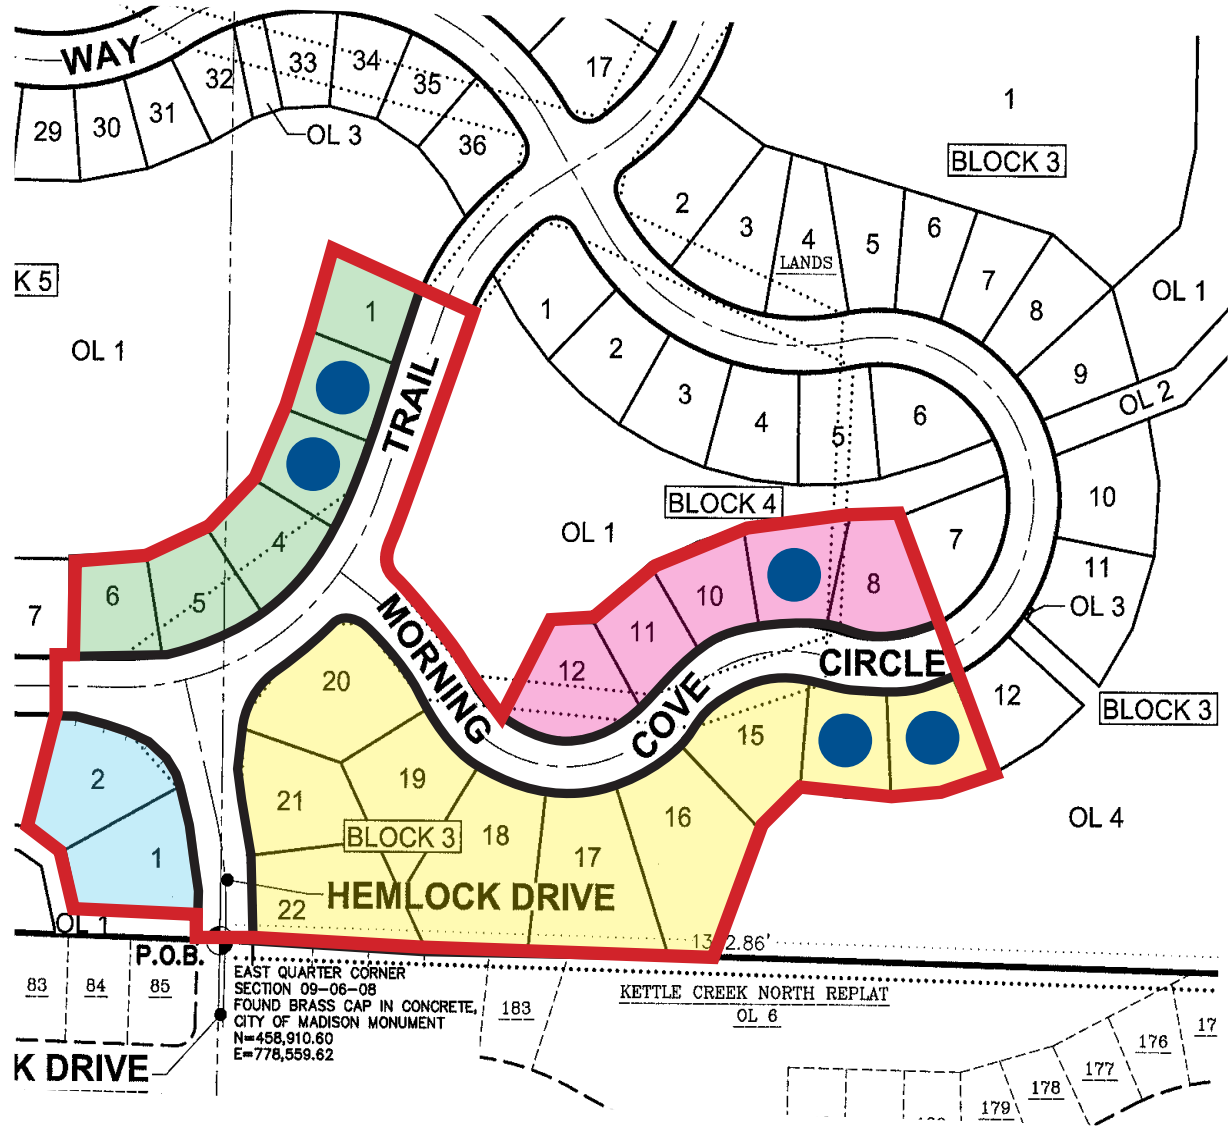 WAY
17
32
33
34
35
36
29
30
31
OL 3
1
BLOCK 3
2
3
4
LANDS
5
6
7
8
9
OL 1
OL 2
10
11
OL 3
12
BLOCK 3
K 5
OL 1
1
TRAIL
4
5
6
7
1
2
3
4
5
6
7
BLOCK 4
OL 1
8
10
11
12
MORNING
COVE
CIRCLE
20
19
21
BLOCK 3
18
17
16
15
22
HEMLOCK DRIVE
2
1
OL 1
OL 4
P.O.B.
2.86'
EAST QUARTER CORNER
SECTION 09-06-08
FOUND BRASS CAP IN CONCRETE,
CITY OF MADISON MONUMENT
N=458,910.60
E=778,559.62
83
84
85
K DRIVE
183
KETTLE CREEK NORTH REPLAT
OL 6
179
178
177
176
17